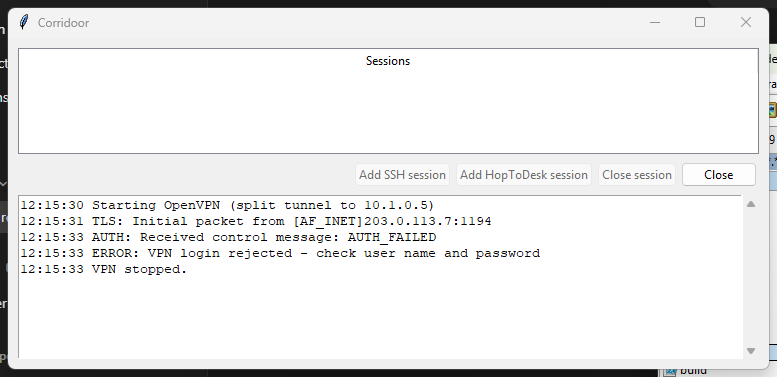 Corridoor
Sessions
Add SSH session
Add HopToDesk session
Close session
Close
12:15:30 Starting OpenVPN (split tunnel to 10.1.0.5)
12:15:31 TLS: Initial packet from [AF_INET]203.0.113.7:1194
12:15:33 AUTH: Received control message: AUTH_FAILED
12:15:33 ERROR: VPN login rejected - check user name and password
12:15:33 VPN stopped.
build